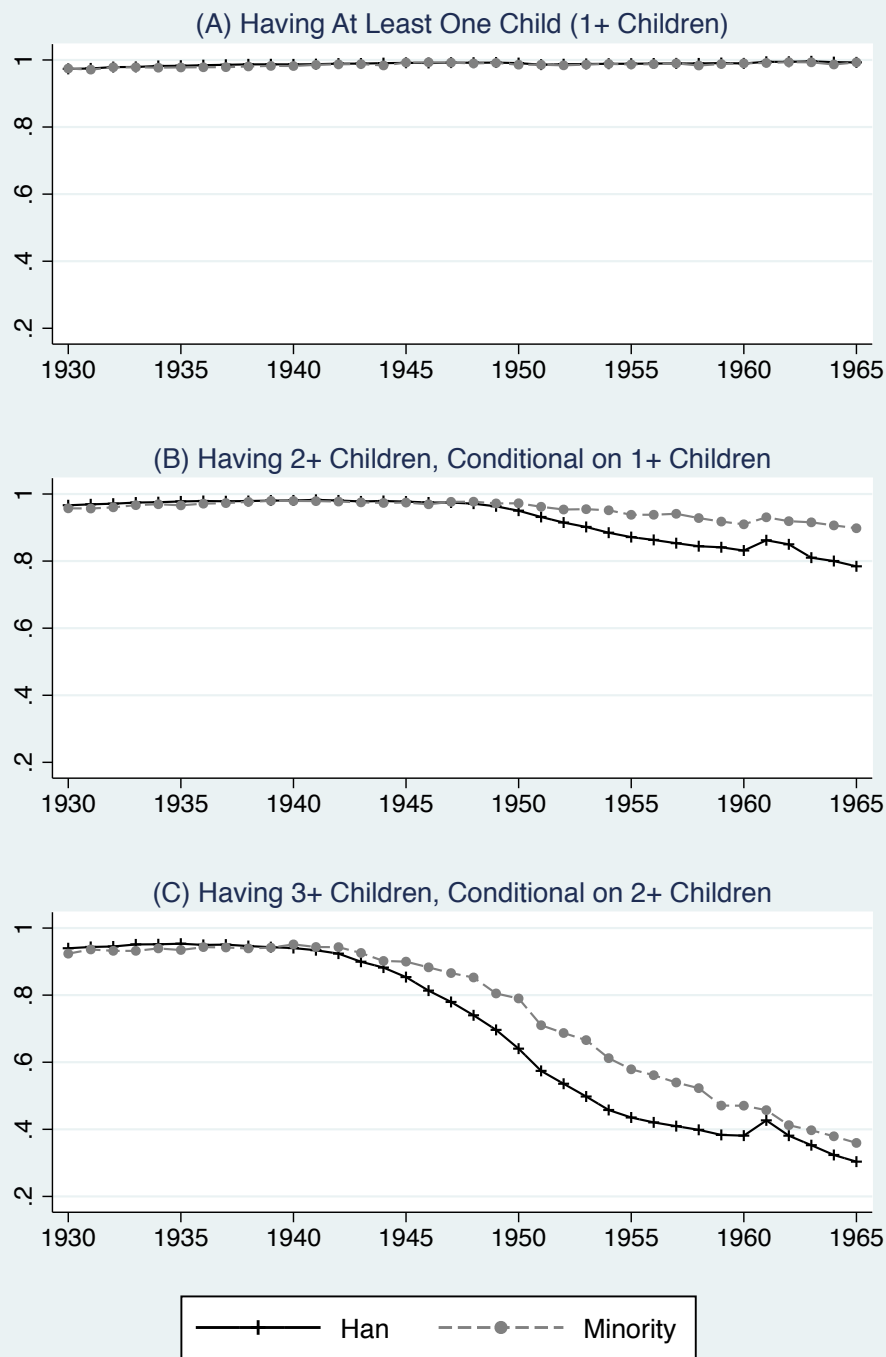 (A) Having At Least One Child (1+ Children)
1
.8
.6
.4
.2
1930 1935 1940 1945 1950 1955 1960 1965
(B) Having 2+ Children, Conditional on 1+ Children
1
.8
.6
.4
.2
1930 1935 1940 1945 1950 1955 1960 1965
(C) Having 3+ Children, Conditional on 2+ Children
1
.8
.6
.4
.2
1930 1935 1940 1945 1950 1955 1960 1965
Han Minority